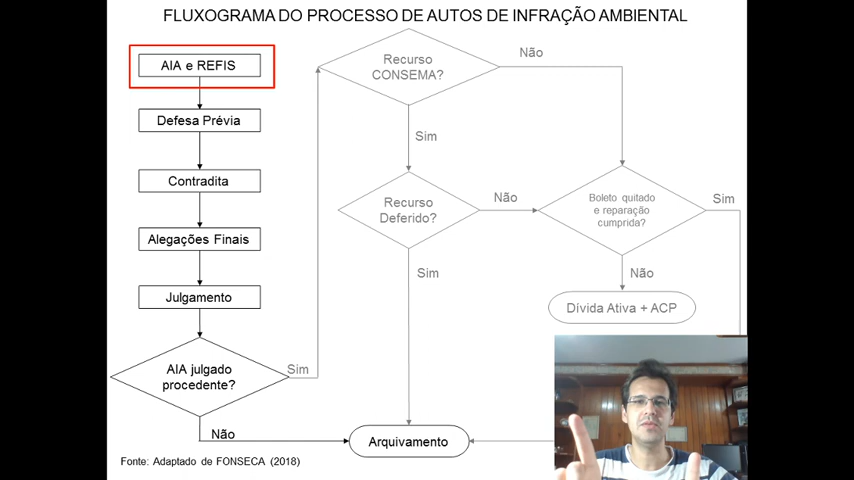 FLUXOGRAMA DO PROCESSO DE AUTOS DE INFRAÇÃO AMBIENTAL
AIA e REFIS
Defesa Prévia
Contradita
Alegações Finais
Julgamento
AIA julgado
procedente?
Sim
Não
Recurso
CONSEMA?
Não
Sim
Recurso
Deferido?
Não
Sim
Boleto quitado
e reparação
cumprida?
Sim
Não
Dívida Ativa + ACP
Arquivamento
Fonte: Adaptado de FONSECA (2018)